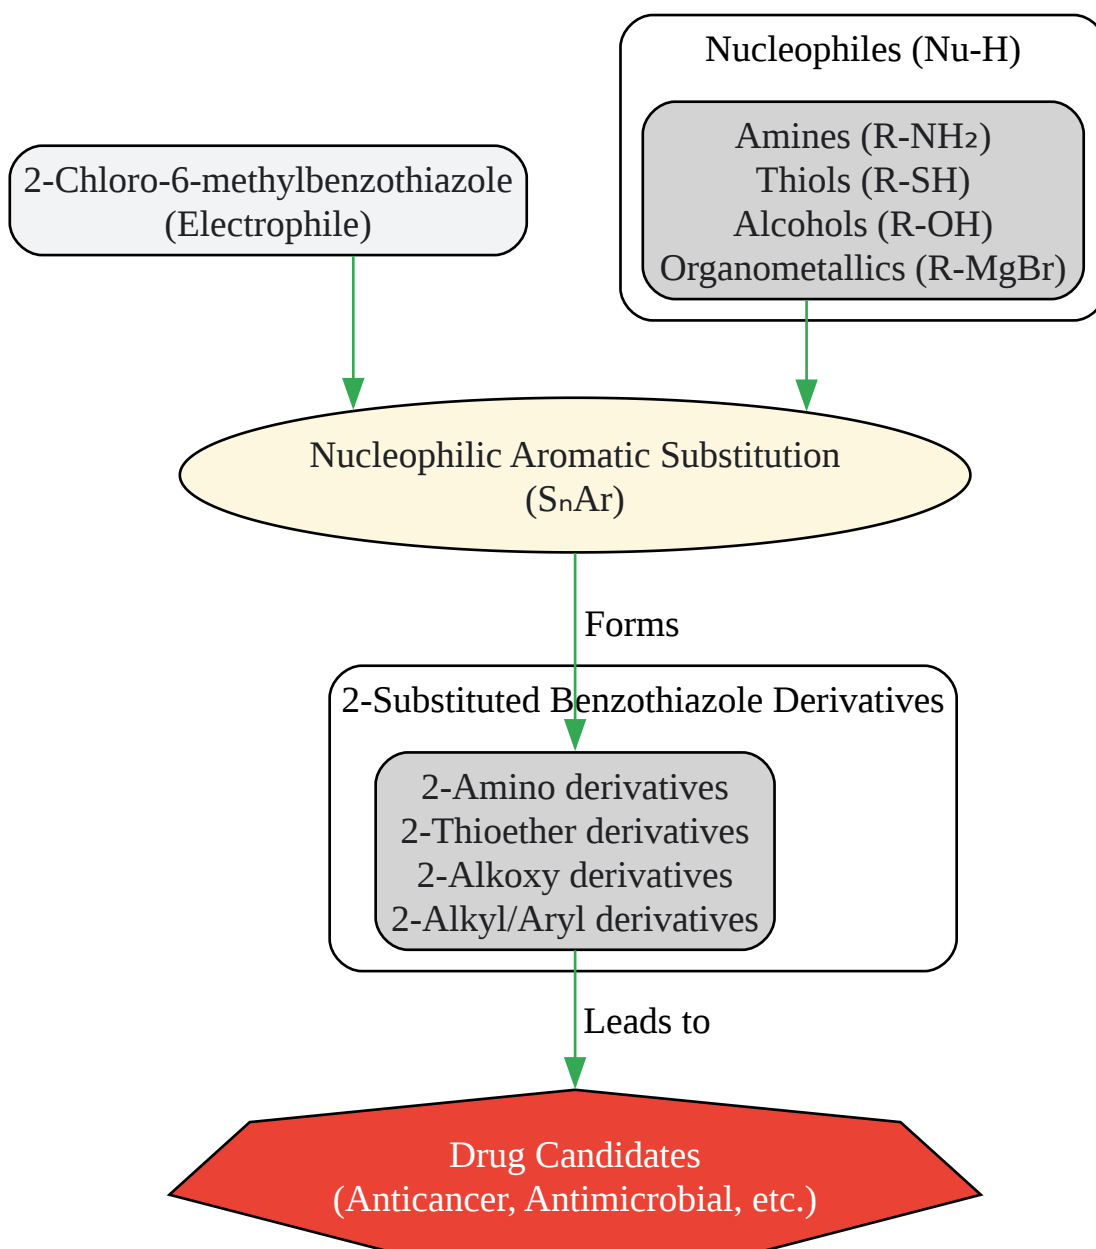 Nucleophiles (Nu-H)
Amines (R-NH₂)
Thiols (R-SH)
Alcohols (R-OH)
Organometallics (R-MgBr)
2-Chloro-6-methylbenzothiazole
(Electrophile)
Nucleophilic Aromatic Substitution
(SₙAr)
Forms
2-Substituted Benzothiazole Derivatives
2-Amino derivatives
2-Thioether derivatives
2-Alkoxy derivatives
2-Alkyl/Aryl derivatives
Leads to
Drug Candidates
(Anticancer, Antimicrobial, etc.)